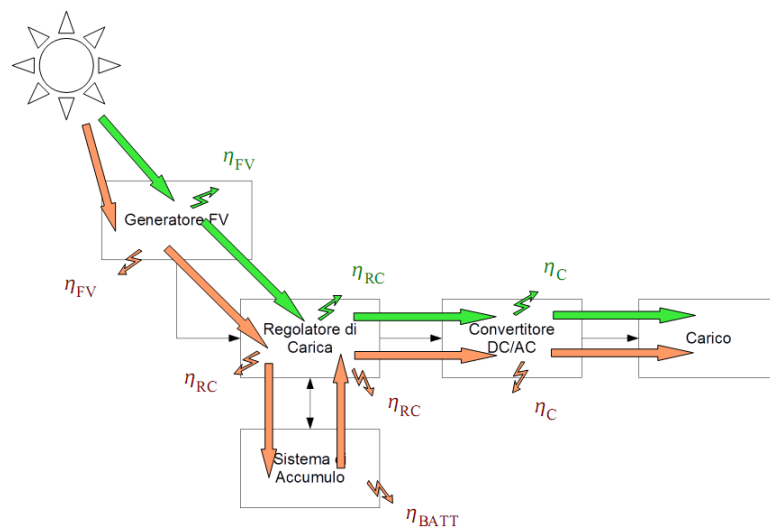 η_FV
Generatore FV
η_FV
η_RC
η_C
Regolatore di
Carica
Convertitore
DC/AC
Carico
η_RC
η_RC
η_C
Sistema di
Accumulo
η_BATT